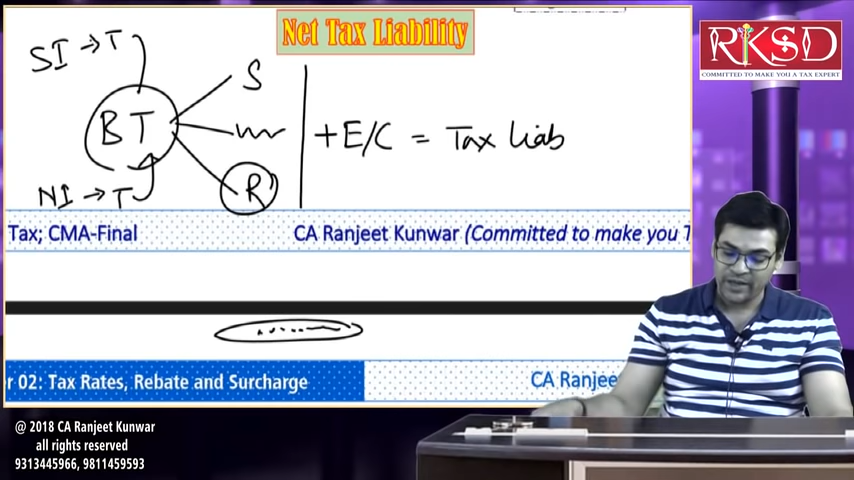 Net Tax Liability
RKSD
COMMITTED TO MAKE YOU A TAX EXPERT
SI → T
BT
S
R
+ E/C = Tax Liab
NI → T
Tax; CMA-Final
CA Ranjeet Kunwar (Committed to make you T
r 02: Tax Rates, Rebate and Surcharge
CA Ranjee
@ 2018 CA Ranjeet Kunwar
all rights reserved
9313445966, 9811459593